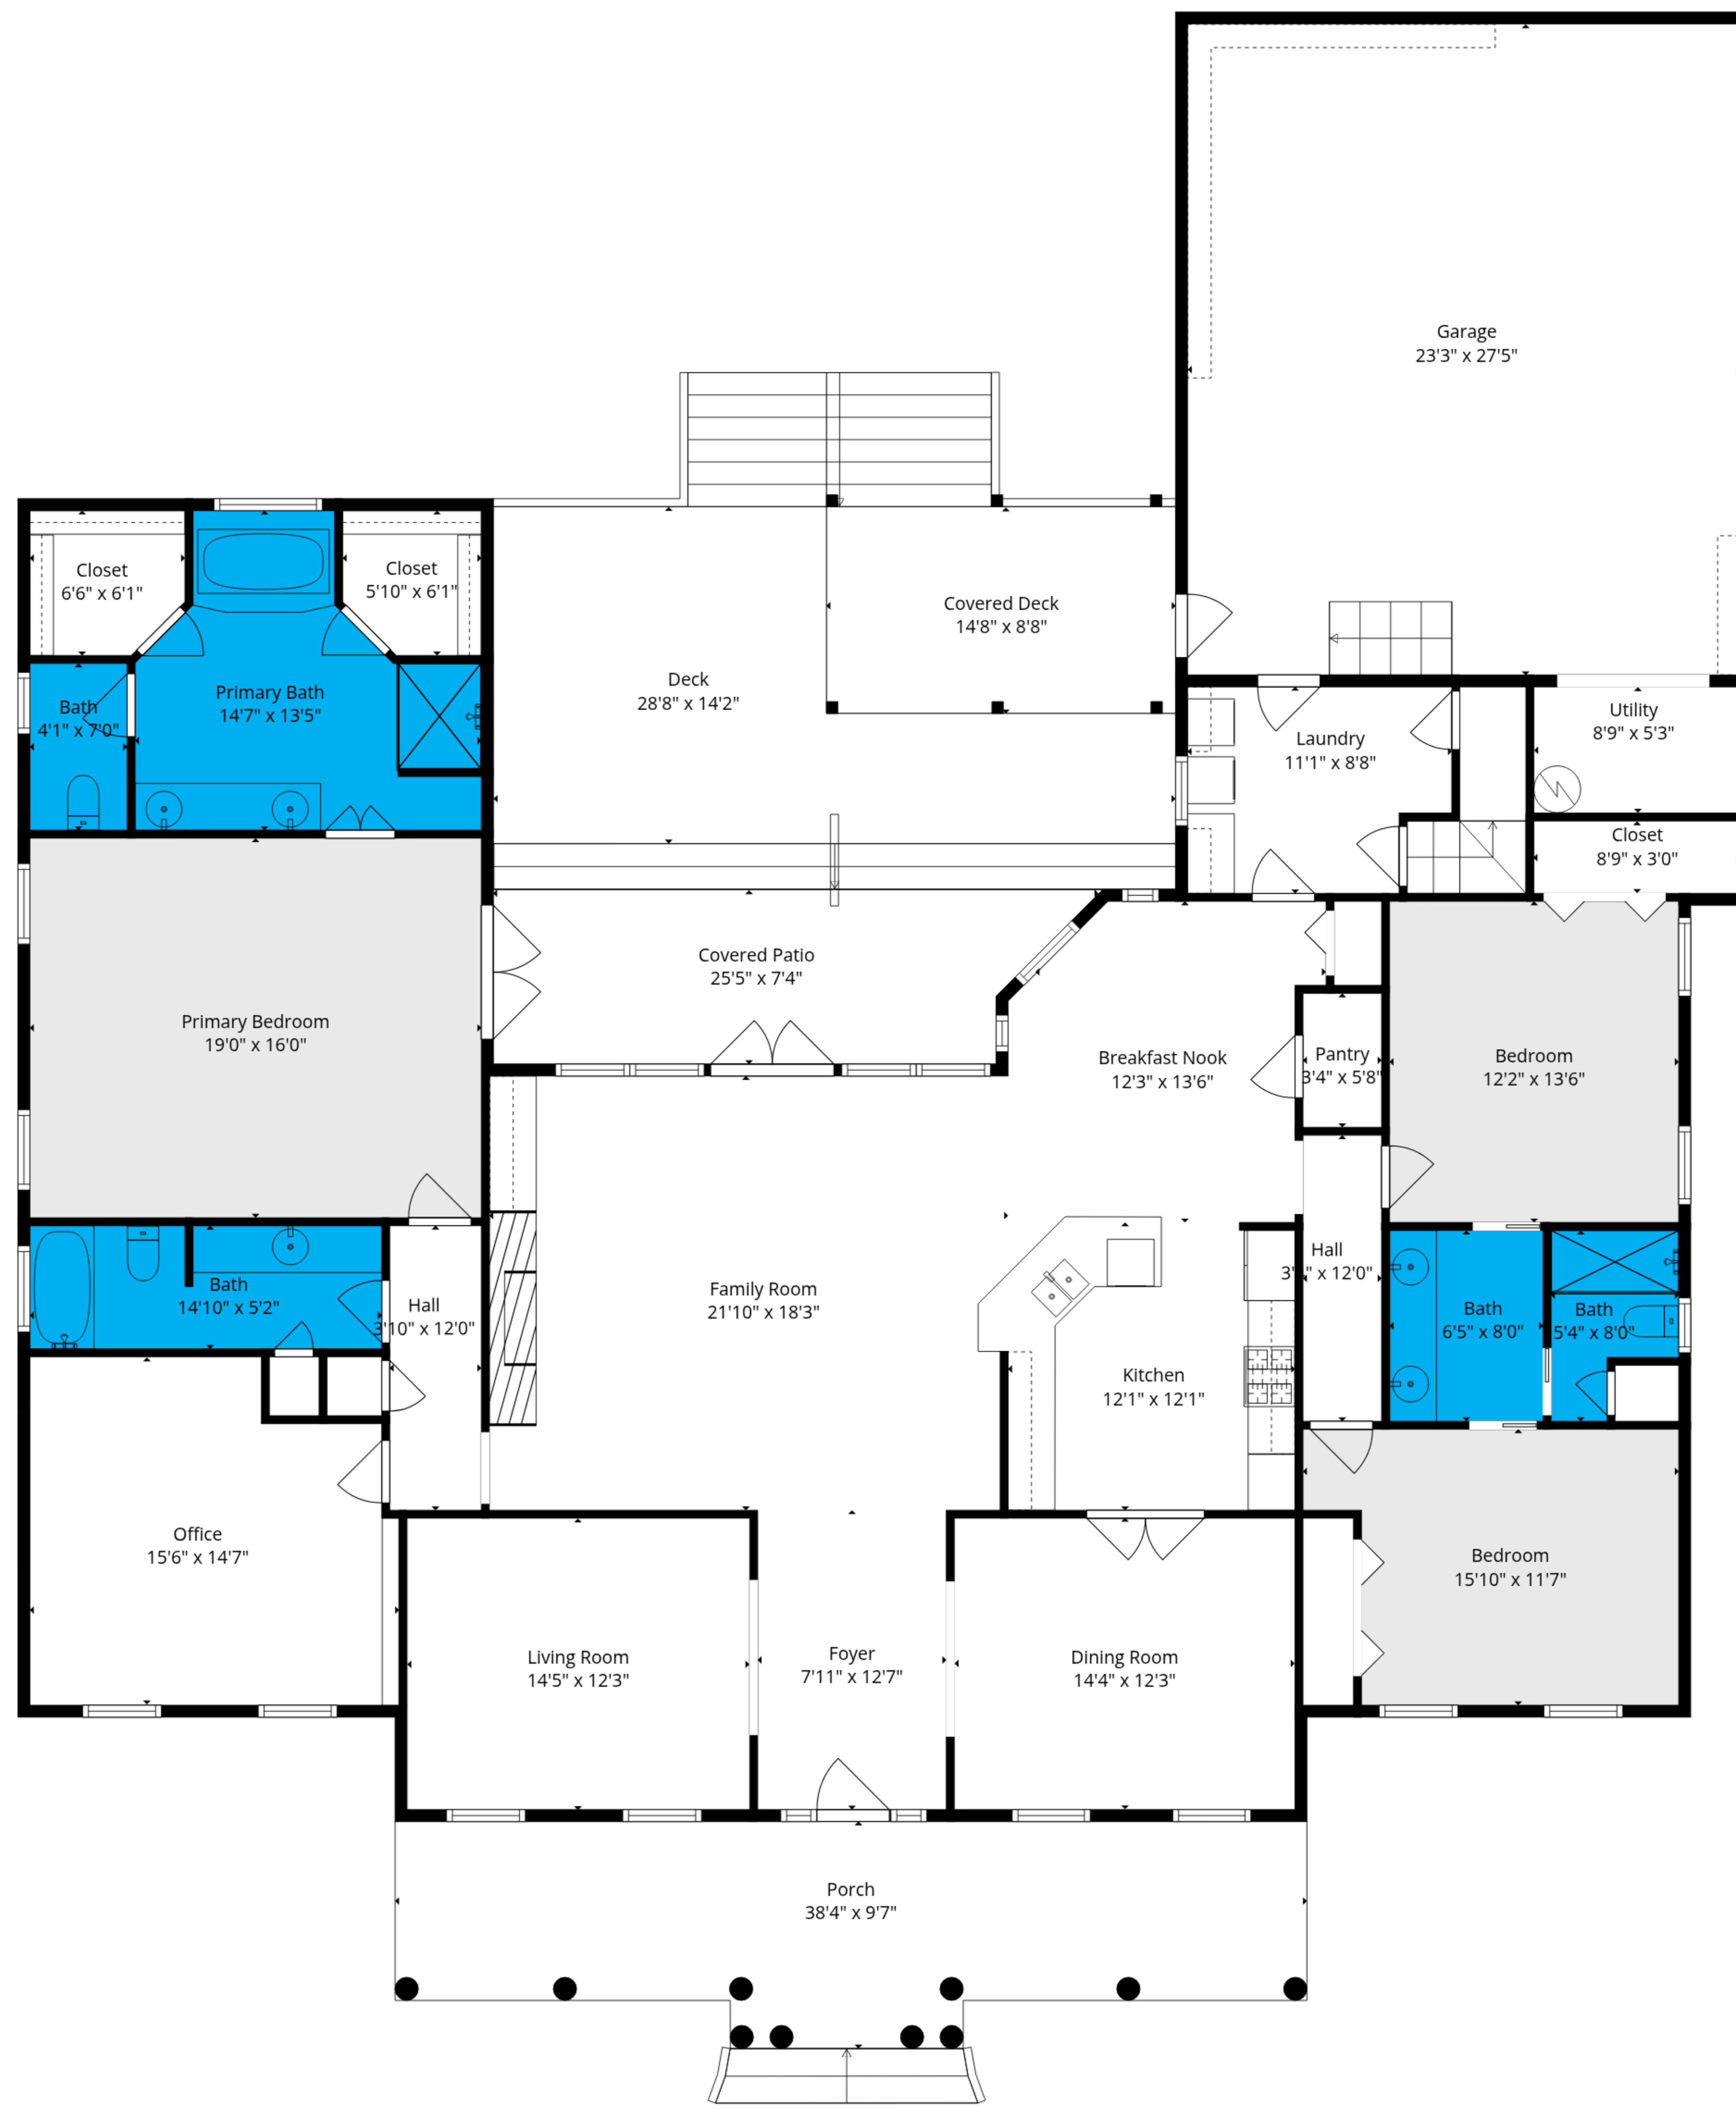 Garage
23'3" x 27'5"
Closet
6'6" x 6'1"
Closet
5'10" x 6'1"
Covered Deck
14'8" x 8'8"
Deck
28'8" x 14'2"
Primary Bath
14'7" x 13'5"
Bath
4'1" x 7'0"
Utility
8'9" x 5'3"
Laundry
11'1" x 8'8"
Closet
8'9" x 3'0"
Covered Patio
25'5" x 7'4"
Primary Bedroom
19'0" x 16'0"
Breakfast Nook
12'3" x 13'6"
Pantry
3'4" x 5'8"
Bedroom
12'2" x 13'6"
Bath
14'10" x 5'2"
Hall
3'10" x 12'0"
Family Room
21'10" x 18'3"
Hall
x 12'0"
Bath
6'5" x 8'0"
Bath
5'4" x 8'0"
Kitchen
12'1" x 12'1"
Office
15'6" x 14'7"
Bedroom
15'10" x 11'7"
Living Room
14'5" x 12'3"
Foyer
7'11" x 12'7"
Dining Room
14'4" x 12'3"
Porch
38'4" x 9'7"